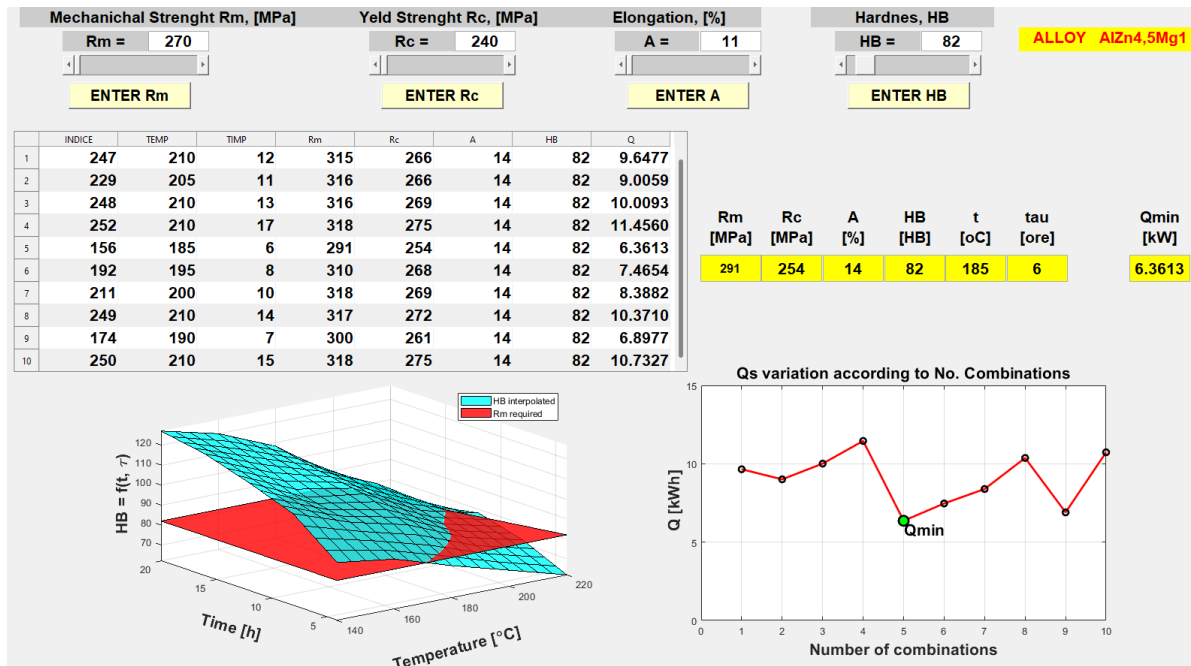 Mechanichal Strenght Rm, [MPa] Yeld Strenght Rc, [MPa] Elongation, [%] Hardnes, HB
Rm = 270 Rc = 240 A = 11 HB = 82 ALLOY AlZn4,5Mg1
ENTER Rm ENTER Rc ENTER A ENTER HB
INDICE TEMP TIMP Rm Rc A HB Q
1 247 210 12 315 266 14 82 9.6477
2 229 205 11 316 266 14 82 9.0059
3 248 210 13 316 269 14 82 10.0093
4 252 210 17 318 275 14 82 11.4560
5 156 185 6 291 254 14 82 6.3613
6 192 195 8 310 268 14 82 7.4654
7 211 200 10 318 269 14 82 8.3882
8 249 210 14 317 272 14 82 10.3710
9 174 190 7 300 261 14 82 6.8977
10 250 210 15 318 275 14 82 10.7327
Rm Rc A HB t tau Qmin
[MPa] [MPa] [%] [HB] [oC] [ore] [kW]
291 254 14 82 185 6 6.3613
HB interpolated
Rm required
HB = f(t, τ)
120
110
100
90
80
70
20
15
10
5
Time [h]
140
160
180
200
220
Temperature [°C]
Qs variation according to No. Combinations
Q [kWh]
15
10
5
0
Qmin
0 1 2 3 4 5 6 7 8 9 10
Number of combinations